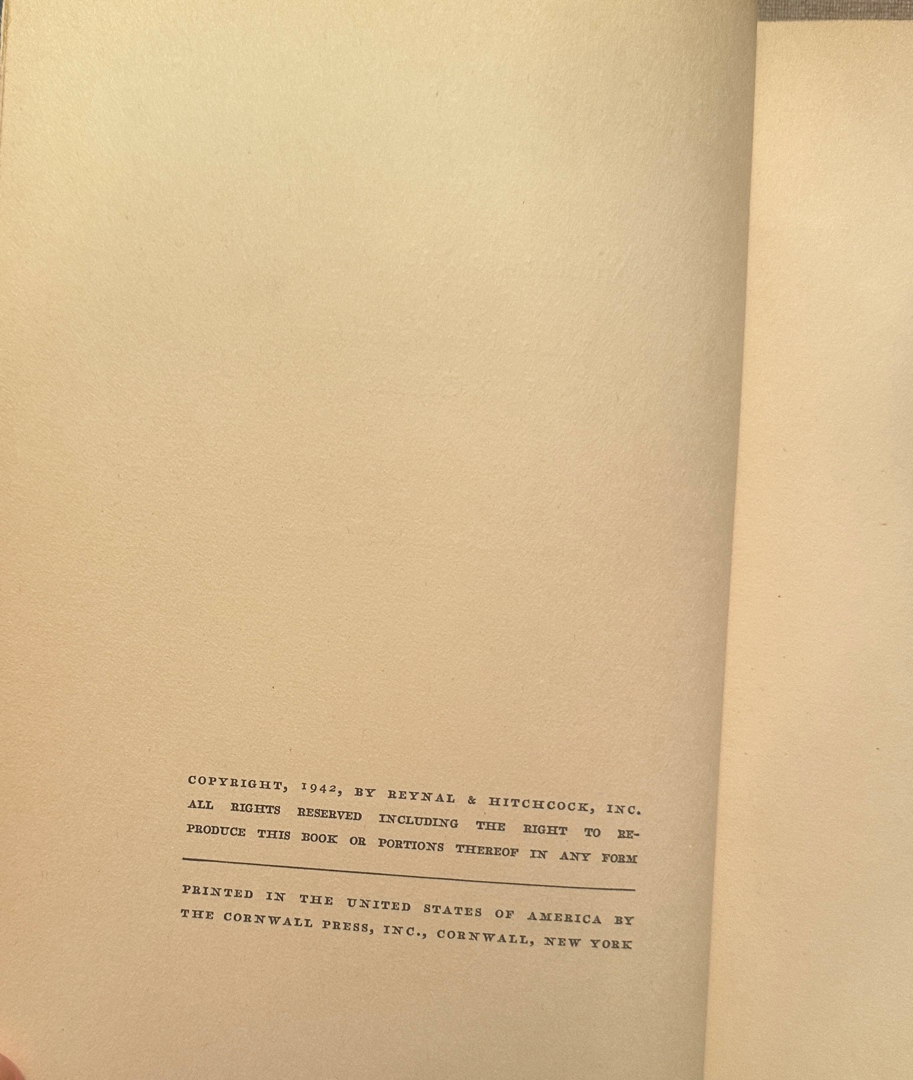 COPYRIGHT, 1942, BY REYNAL & HITCHCOCK, INC.
ALL RIGHTS RESERVED INCLUDING THE RIGHT TO RE-
PRODUCE THIS BOOK OR PORTIONS THEREOF IN ANY FORM
PRINTED IN THE UNITED STATES OF AMERICA BY
THE CORNWALL PRESS, INC., CORNWALL, NEW YORK